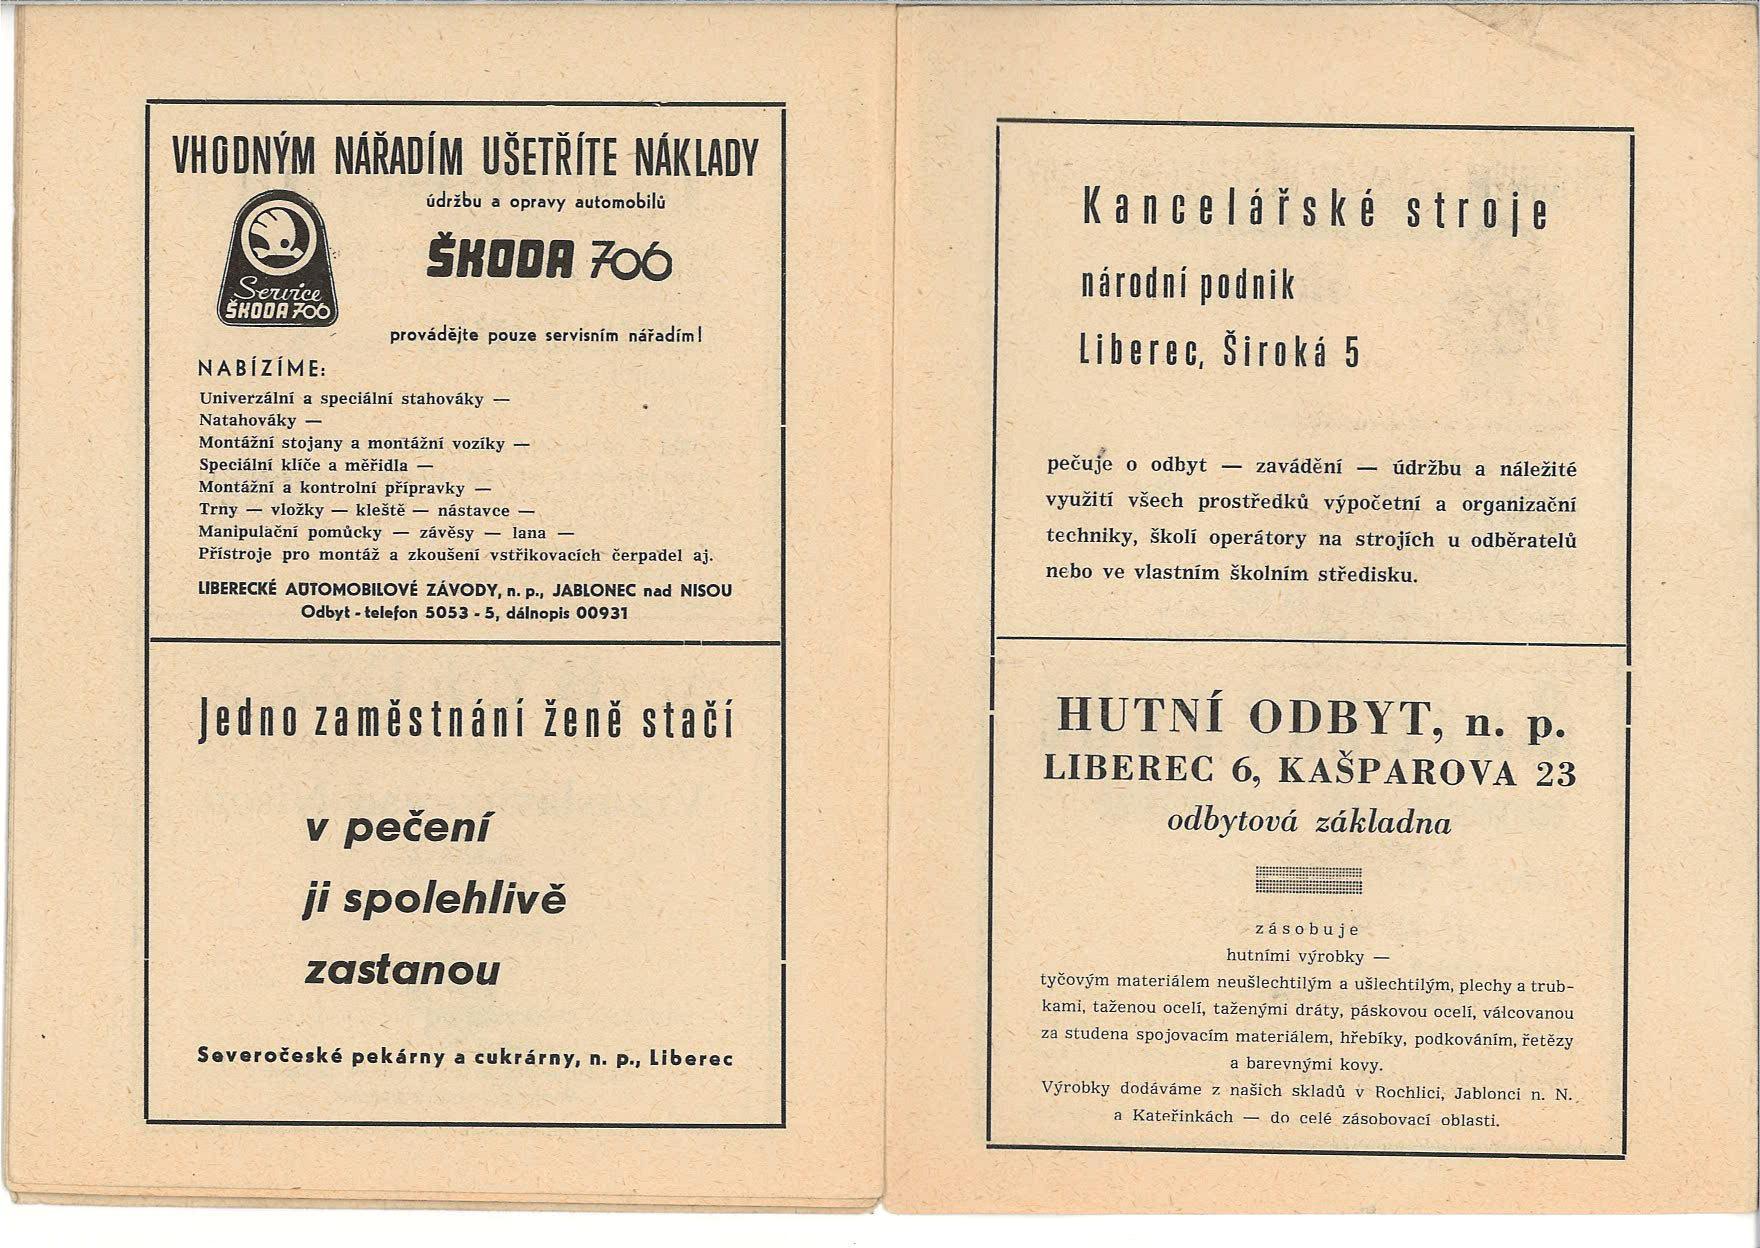 VHODNÝM NÁŘADÍM UŠETŘÍTE NÁKLADY
údržbu a opravy automobilů
ŠKODA 706
Service
ŠKODA 706
provádějte pouze servisním nářadím!
NABÍZÍME:
Univerzální a speciální stahováky —
Natahováky —
Montážní stojany a montážní vozíky —
Speciální klíče a měřidla —
Montážní a kontrolní přípravky —
Trny — vložky — kleště — nástavce —
Manipulační pomůcky — závěsy — lana —
Přístroje pro montáž a zkoušení vstřikovacích čerpadel aj.
LIBERECKÉ AUTOMOBILOVÉ ZÁVODY, n. p., JABLONEC nad NISOU
Odbyt - telefon 5053 - 5, dálnopis 00931
Jedno zaměstnání ženě stačí
v pečení
ji spolehlivě
zastanou
Severočeské pekárny a cukrárny, n. p., Liberec
Kancelářské stroje
národní podnik
Liberec, Široká 5
pečuje o odbyt — zavádění — údržbu a náležité
využití všech prostředků výpočetní a organizační
techniky, školí operátory na strojích u odběratelů
nebo ve vlastním školním středisku.
HUTNÍ ODBYT, n. p.
LIBEREC 6, KAŠPAROVA 23
odbytová základna
zásobuje
hutními výrobky —
tyčovým materiálem neušlechtilým a ušlechtilým, plechy a trub-
kami, taženou ocelí, taženými dráty, páskovou ocelí, válcovanou
za studena spojovacím materiálem, hřebíky, podkováním, řetězy
a barevnými kovy.
Výrobky dodáváme z našich skladů v Rochlici, Jablonci n. N.
a Kateřinkách — do celé zásobovací oblasti.